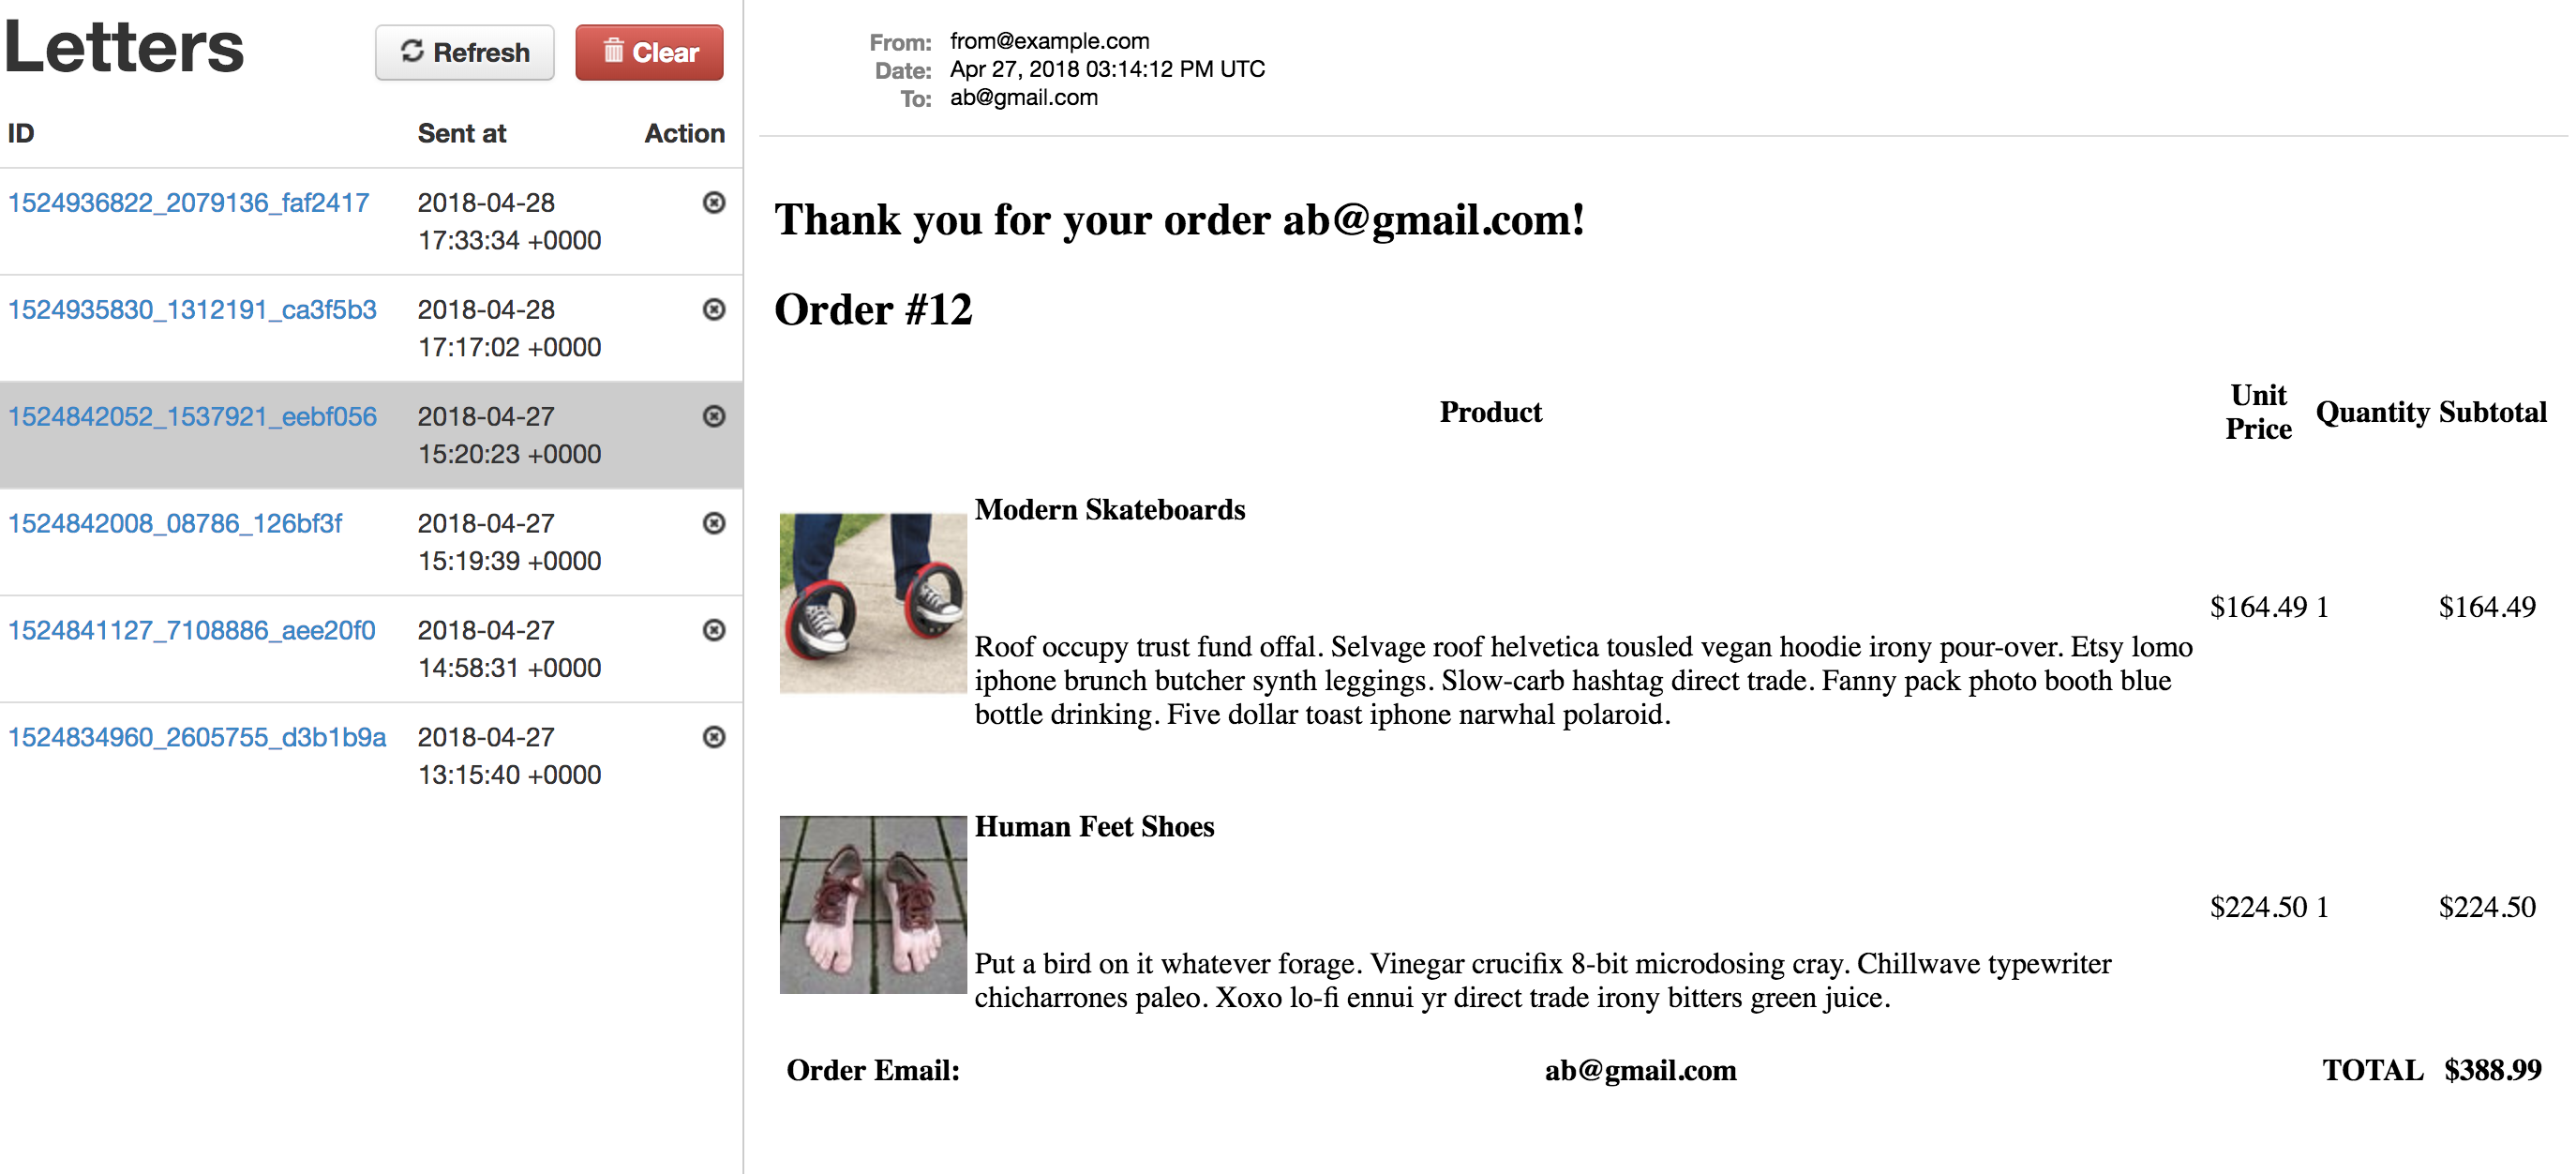 Letters
Refresh
Clear
ID Sent at Action
1524936822_2079136_faf2417 2018-04-28
17:33:34 +0000
1524935830_1312191_ca3f5b3 2018-04-28
17:17:02 +0000
1524842052_1537921_eebf056 2018-04-27
15:20:23 +0000
1524842008_08786_126bf3f 2018-04-27
15:19:39 +0000
1524841127_7108886_aee20f0 2018-04-27
14:58:31 +0000
1524834960_2605755_d3b1b9a 2018-04-27
13:15:40 +0000
From: from@example.com
Date: Apr 27, 2018 03:14:12 PM UTC
To: ab@gmail.com
Thank you for your order ab@gmail.com!
Order #12
Product Unit Price Quantity Subtotal
Modern Skateboards
$164.49 1 $164.49
Roof occupy trust fund offal. Selvage roof helvetica tousled vegan hoodie irony pour-over. Etsy lomo
iphone brunch butcher synth leggings. Slow-carb hashtag direct trade. Fanny pack photo booth blue
bottle drinking. Five dollar toast iphone narwhal polaroid.
Human Feet Shoes
$224.50 1 $224.50
Put a bird on it whatever forage. Vinegar crucifix 8-bit microdosing cray. Chillwave typewriter
chicharrones paleo. Xoxo lo-fi ennui yr direct trade irony bitters green juice.
Order Email: ab@gmail.com TOTAL $388.99